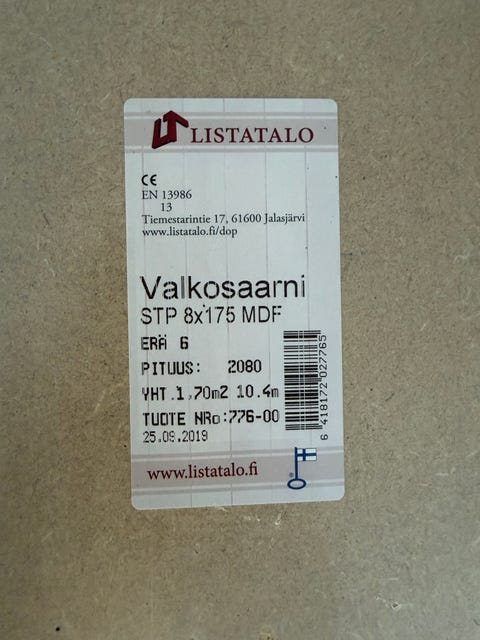 LISTATALO
CE
EN 13986
13
Tiemestarintie 17, 61600 Jalasjärvi
www.listatalo.fi/dop
Valkosaarni
STP 8x175 MDF
ERÄ 6
PITUUS: 2080
YHT.1,70m2 10.4m
TUOTE NRo:776-00
25.09.2019
6 418172 027765
www.listatalo.fi